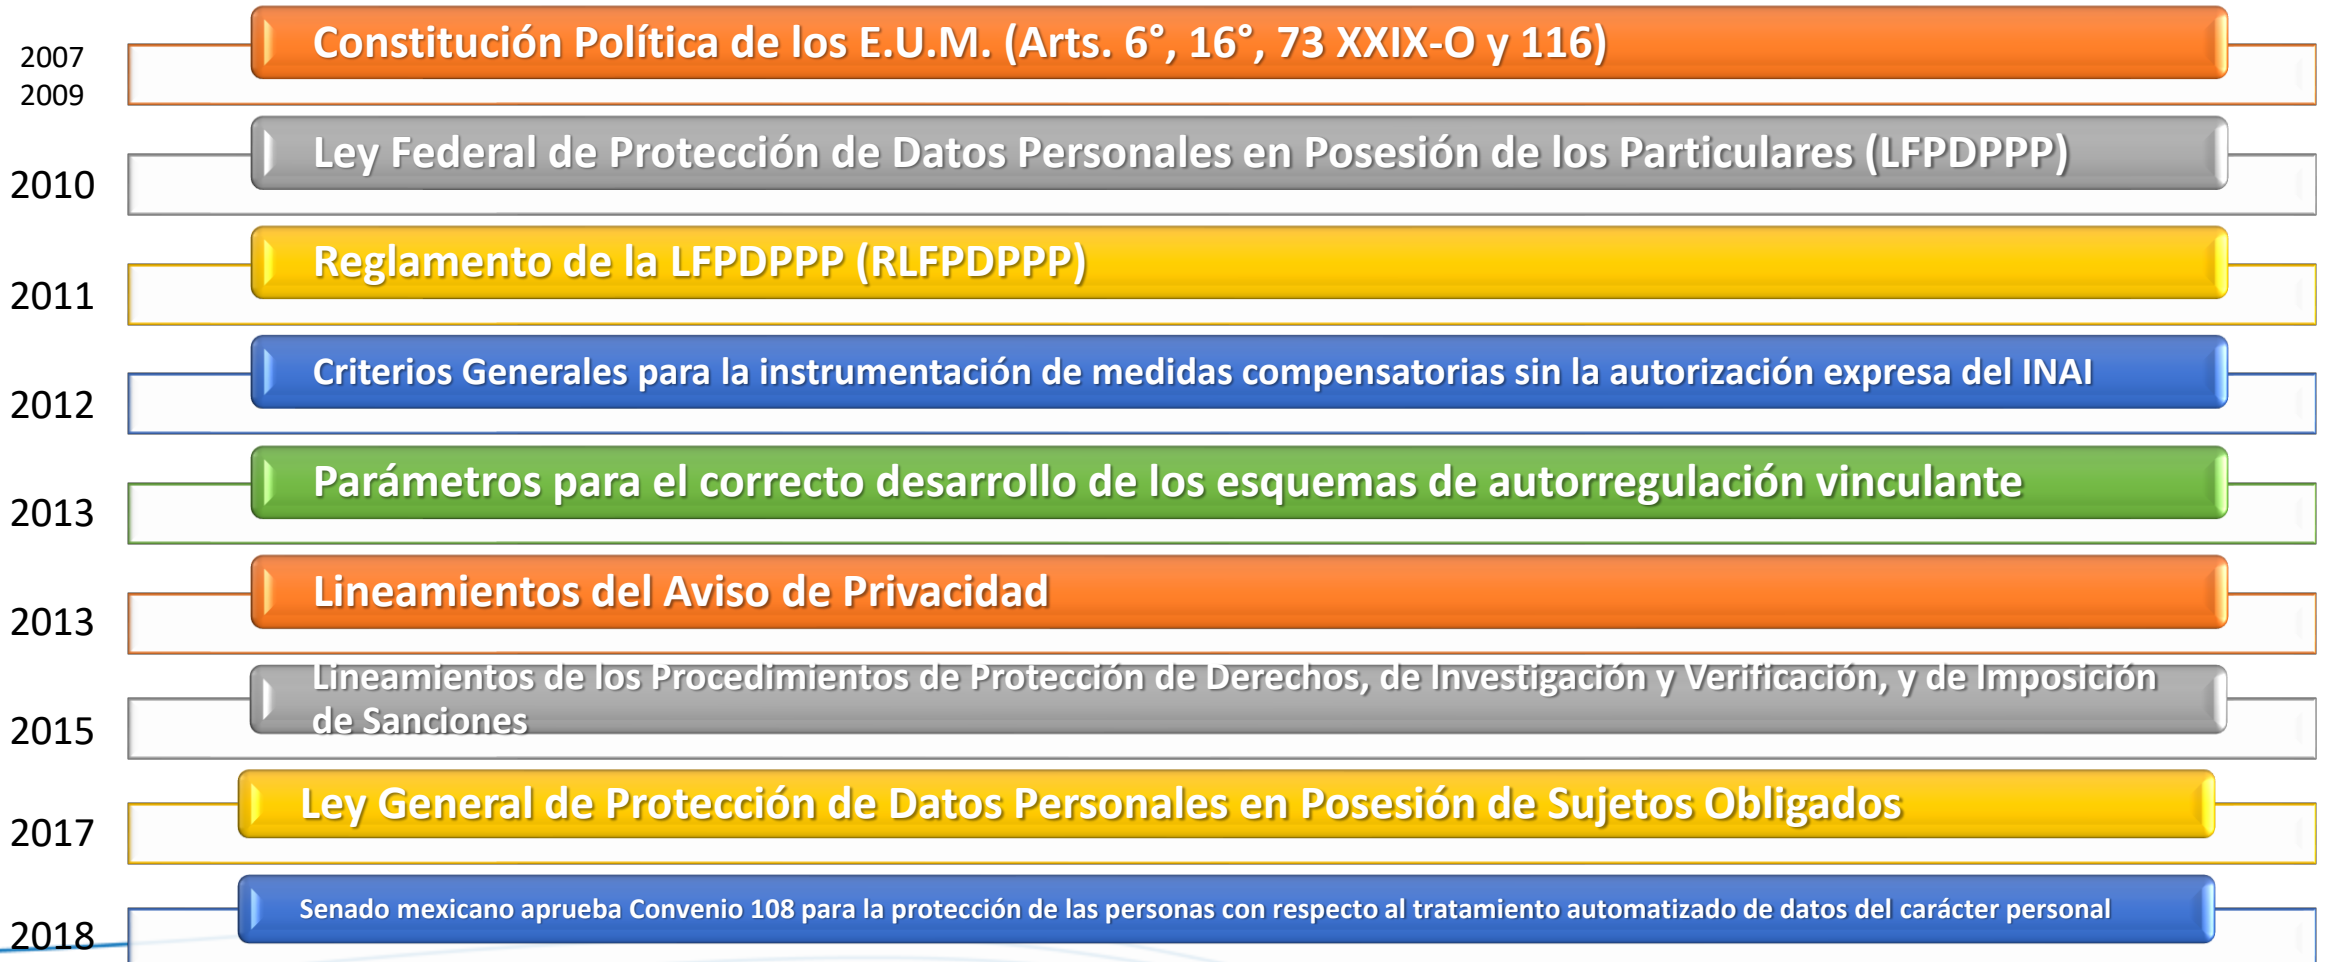 2007
2009
Constitución Política de los E.U.M. (Arts. 6°, 16°, 73 XXIX-O y 116)
2010
Ley Federal de Protección de Datos Personales en Posesión de los Particulares (LFPDPPP)
2011
Reglamento de la LFPDPPP (RLFPDPPP)
2012
Criterios Generales para la instrumentación de medidas compensatorias sin la autorización expresa del INAI
2013
Parámetros para el correcto desarrollo de los esquemas de autorregulación vinculante
2013
Lineamientos del Aviso de Privacidad
2015
Lineamientos de los Procedimientos de Protección de Derechos, de Investigación y Verificación, y de Imposición
de Sanciones
2017
Ley General de Protección de Datos Personales en Posesión de Sujetos Obligados
2018
Senado mexicano aprueba Convenio 108 para la protección de las personas con respecto al tratamiento automatizado de datos del carácter personal